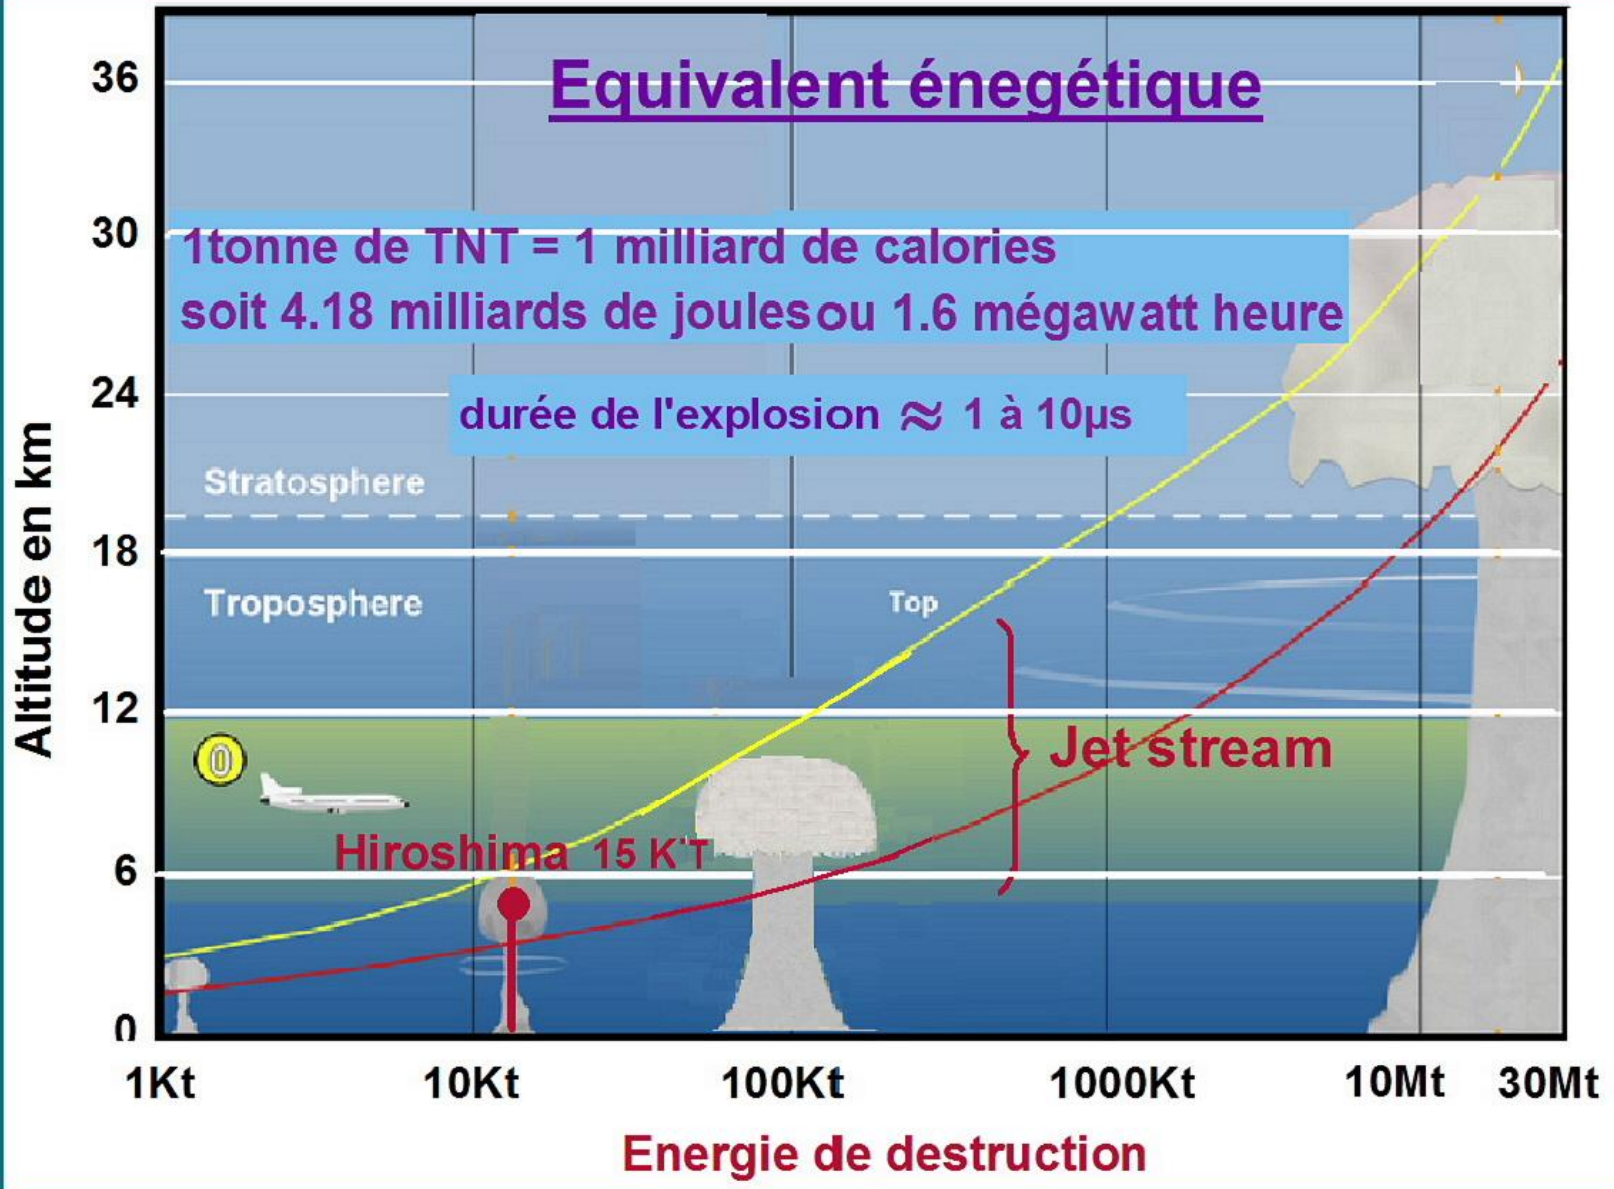 Equivalent énegétique
1tonne de TNT = 1 milliard de calories
soit 4.18 milliards de joules ou 1.6 mégawatt heure
durée de l'explosion ≈ 1 à 10µs
Altitude en km
36
30
24
18
12
6
0
Stratosphere
Troposphere
Top
0
Jet stream
Hiroshima 15 KT
1Kt 10Kt 100Kt 1000Kt 10Mt 30Mt
Energie de destruction